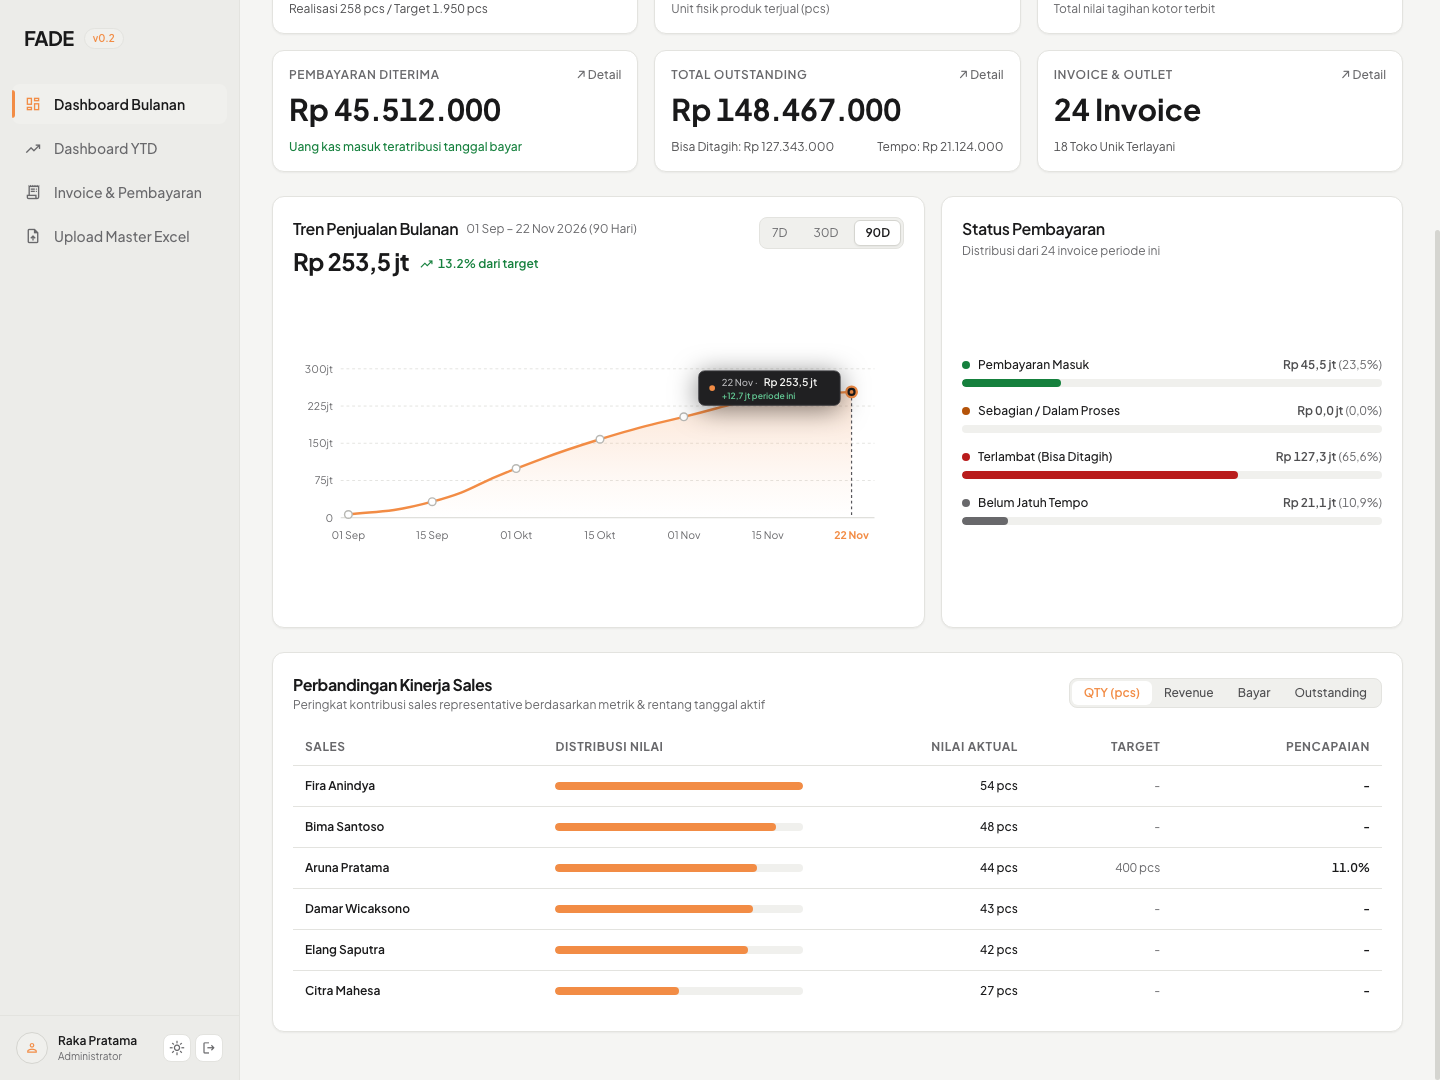 FADE v0.2
Dashboard Bulanan
Dashboard YTD
Invoice & Pembayaran
Upload Master Excel
Raka Pratama
Administrator
Realisasi 258 pcs / Target 1.950 pcs
Unit fisik produk terjual (pcs)
Total nilai tagihan kotor terbit
PEMBAYARAN DITERIMA
Detail
Rp 45.512.000
Uang kas masuk teratribusi tanggal bayar
TOTAL OUTSTANDING
Detail
Rp 148.467.000
Bisa Ditagih: Rp 127.343.000 Tempo: Rp 21.124.000
INVOICE & OUTLET
Detail
24 Invoice
18 Toko Unik Terlayani
Tren Penjualan Bulanan 01 Sep – 22 Nov 2026 (90 Hari)
7D 30D 90D
Rp 253,5 jt 13.2% dari target
300jt
225jt
150jt
75jt
0
22 Nov · Rp 253,5 jt
+12,7 jt periode ini
01 Sep 15 Sep 01 Okt 15 Okt 01 Nov 15 Nov 22 Nov
Status Pembayaran
Distribusi dari 24 invoice periode ini
Pembayaran Masuk Rp 45,5 jt (23,5%)
Sebagian / Dalam Proses Rp 0,0 jt (0,0%)
Terlambat (Bisa Ditagih) Rp 127,3 jt (65,6%)
Belum Jatuh Tempo Rp 21,1 jt (10,9%)
Perbandingan Kinerja Sales
Peringkat kontribusi sales representative berdasarkan metrik & rentang tanggal aktif
QTY (pcs) Revenue Bayar Outstanding
SALES DISTRIBUSI NILAI NILAI AKTUAL TARGET PENCAPAIAN
Fira Anindya 54 pcs - -
Bima Santoso 48 pcs - -
Aruna Pratama 44 pcs 400 pcs 11.0%
Damar Wicaksono 43 pcs - -
Elang Saputra 42 pcs - -
Citra Mahesa 27 pcs - -